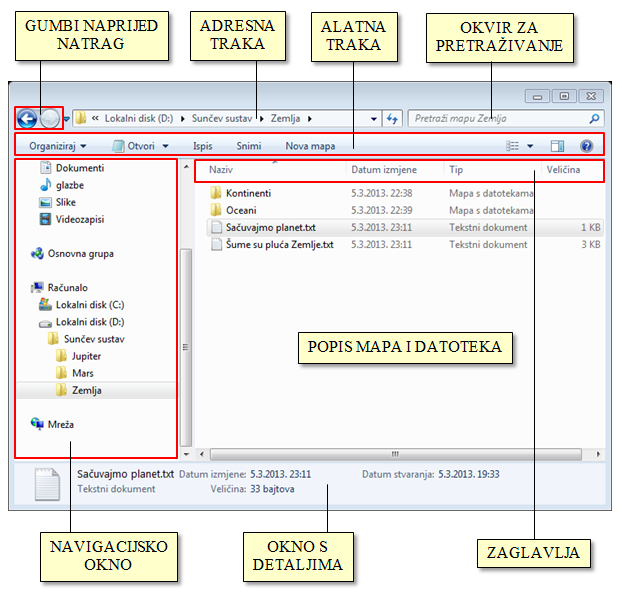 GUMBI NAPRIJED
NATRAG
ADRESNA
TRAKA
ALATNA
TRAKA
OKVIR ZA
PRETRAŽIVANJE
« Lokalni disk (D:) Sunčev sustav Zemlja
Pretraži mapu Zemlja
Organiziraj Otvori Ispis Snimi Nova mapa
Dokumenti
glazbe
Slike
Videozapisi
Osnovna grupa
Računalo
Lokalni disk (C:)
Lokalni disk (D:)
Sunčev sustav
Jupiter
Mars
Zemlja
Mreža
Naziv Datum izmjene Tip Veličina
Kontinenti 5.3.2013. 22:38 Mapa s datotekama
Oceani 5.3.2013. 22:39 Mapa s datotekama
Sačuvajmo planet.txt 5.3.2013. 23:11 Tekstni dokument 1 KB
Šume su pluća Zemlje.txt 5.3.2013. 23:11 Tekstni dokument 3 KB
POPIS MAPA I DATOTEKA
Sačuvajmo planet.txt Datum izmjene: 5.3.2013. 23:11 Datum stvaranja: 5.3.2013. 19:33
Tekstni dokument Veličina: 33 bajtova
NAVIGACIJSKO
OKNO
OKNO S
DETALJIMA
ZAGLAVLJA